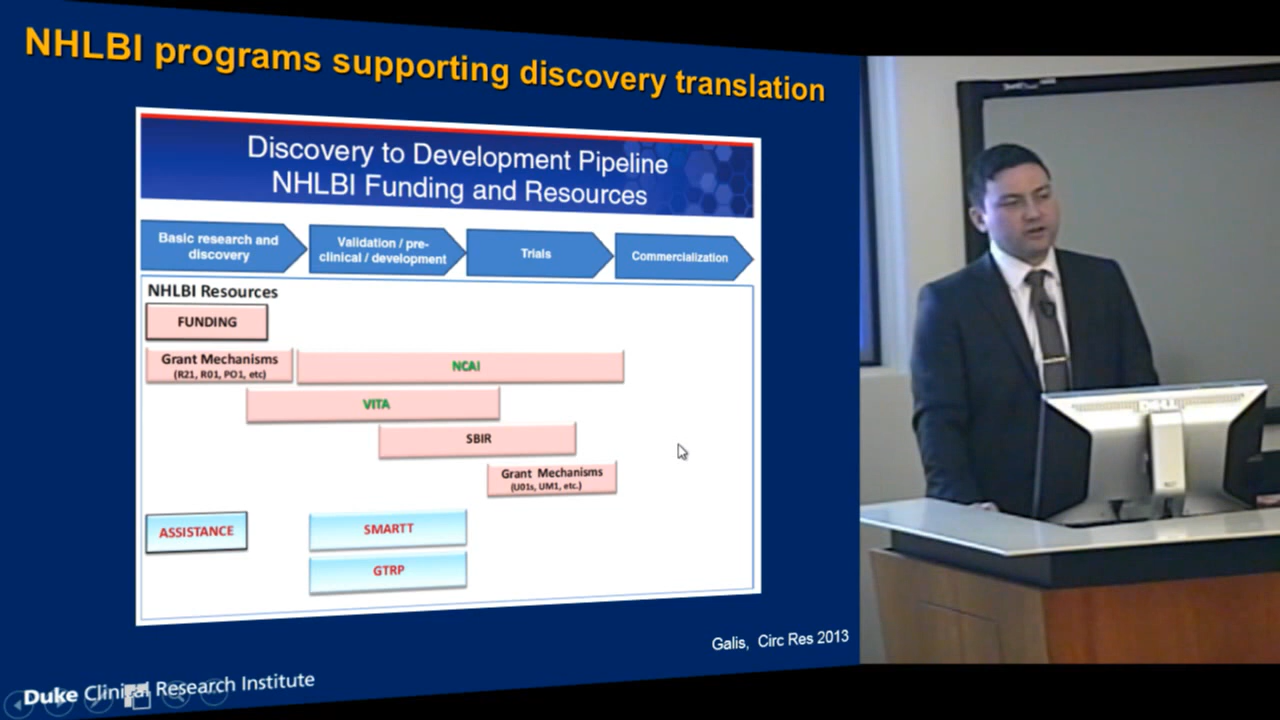 NHLBI programs supporting discovery translation
Discovery to Development Pipeline
NHLBI Funding and Resources
Basic research and
discovery
Validation / pre-
clinical / development
Trials
Commercialization
NHLBI Resources
FUNDING
Grant Mechanisms
(R21, R01, PO1, etc)
NCAI
VITA
SBIR
Grant Mechanisms
(U01s, UM1, etc.)
ASSISTANCE
SMARTT
GTRP
Galis, Circ Res 2013
Duke Clinical Research Institute
DELL